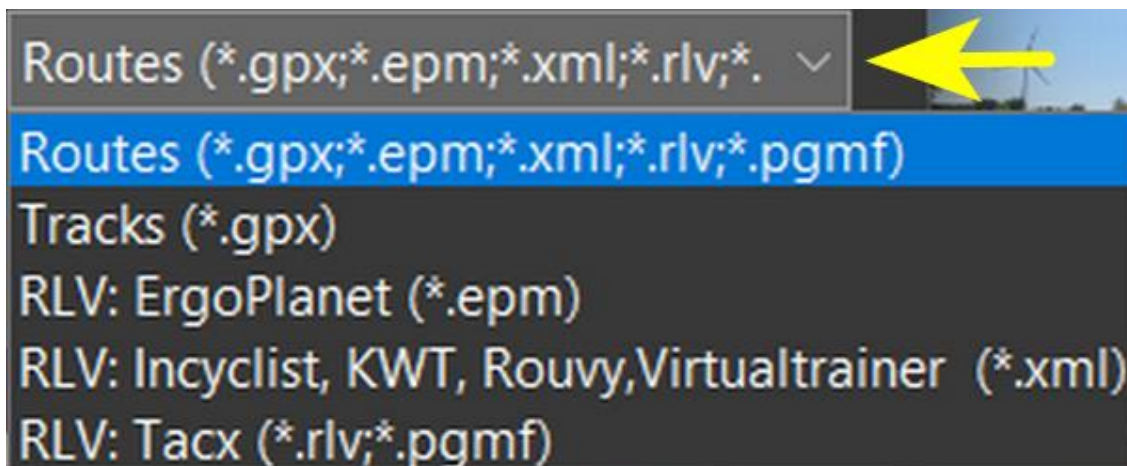 Routes (*.gpx;*.epm;*.xml;*.rlv;*.
Routes (*.gpx;*.epm;*.xml;*.rlv;*.pgmf)
Tracks (*.gpx)
RLV: ErgoPlanet (*.epm)
RLV: Incyclist, KWT, Rouvy,Virtualtrainer (*.xml)
RLV: Tacx (*.rlv;*.pgmf)